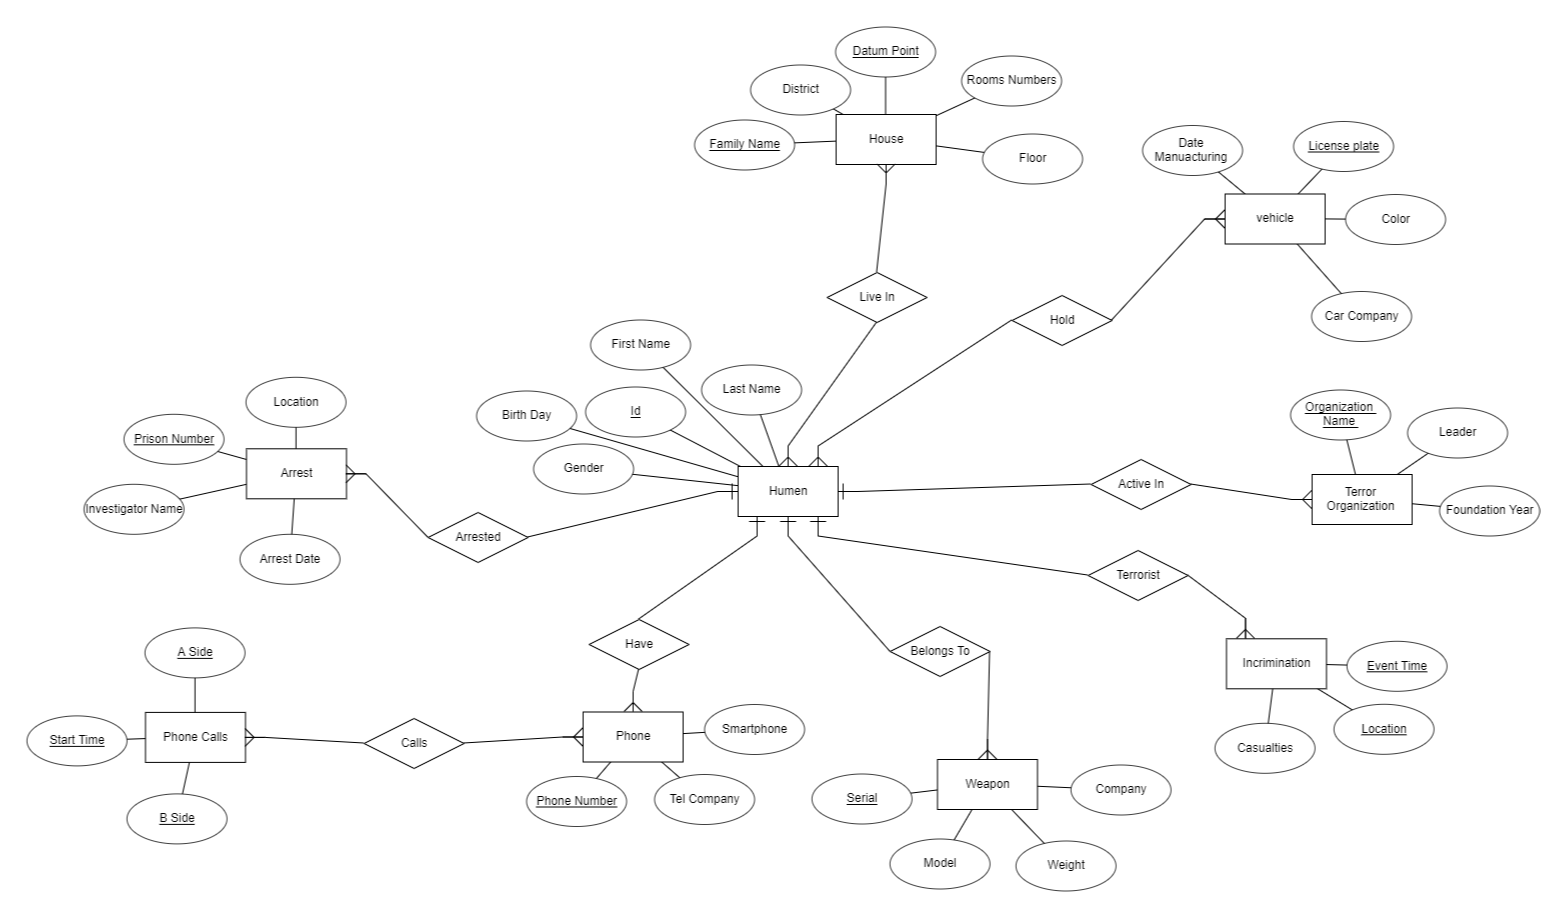 Datum Point
Rooms Numbers
District
House
Family Name
Floor
Date
Manuacturing
License plate
vehicle
Color
Car Company
Live In
Hold
First Name
Last Name
Birth Day
Id
Gender
Humen
Location
Prison Number
Arrest
Investigator Name
Arrest Date
Arrested
Organization
Name
Leader
Active In
Terror
Organization
Foundation Year
Terrorist
Have
Belongs To
Incrimination
Event Time
Location
Casualties
A Side
Start Time
Phone Calls
B Side
Calls
Phone
Smartphone
Phone Number
Tel Company
Weapon
Serial
Company
Model
Weight